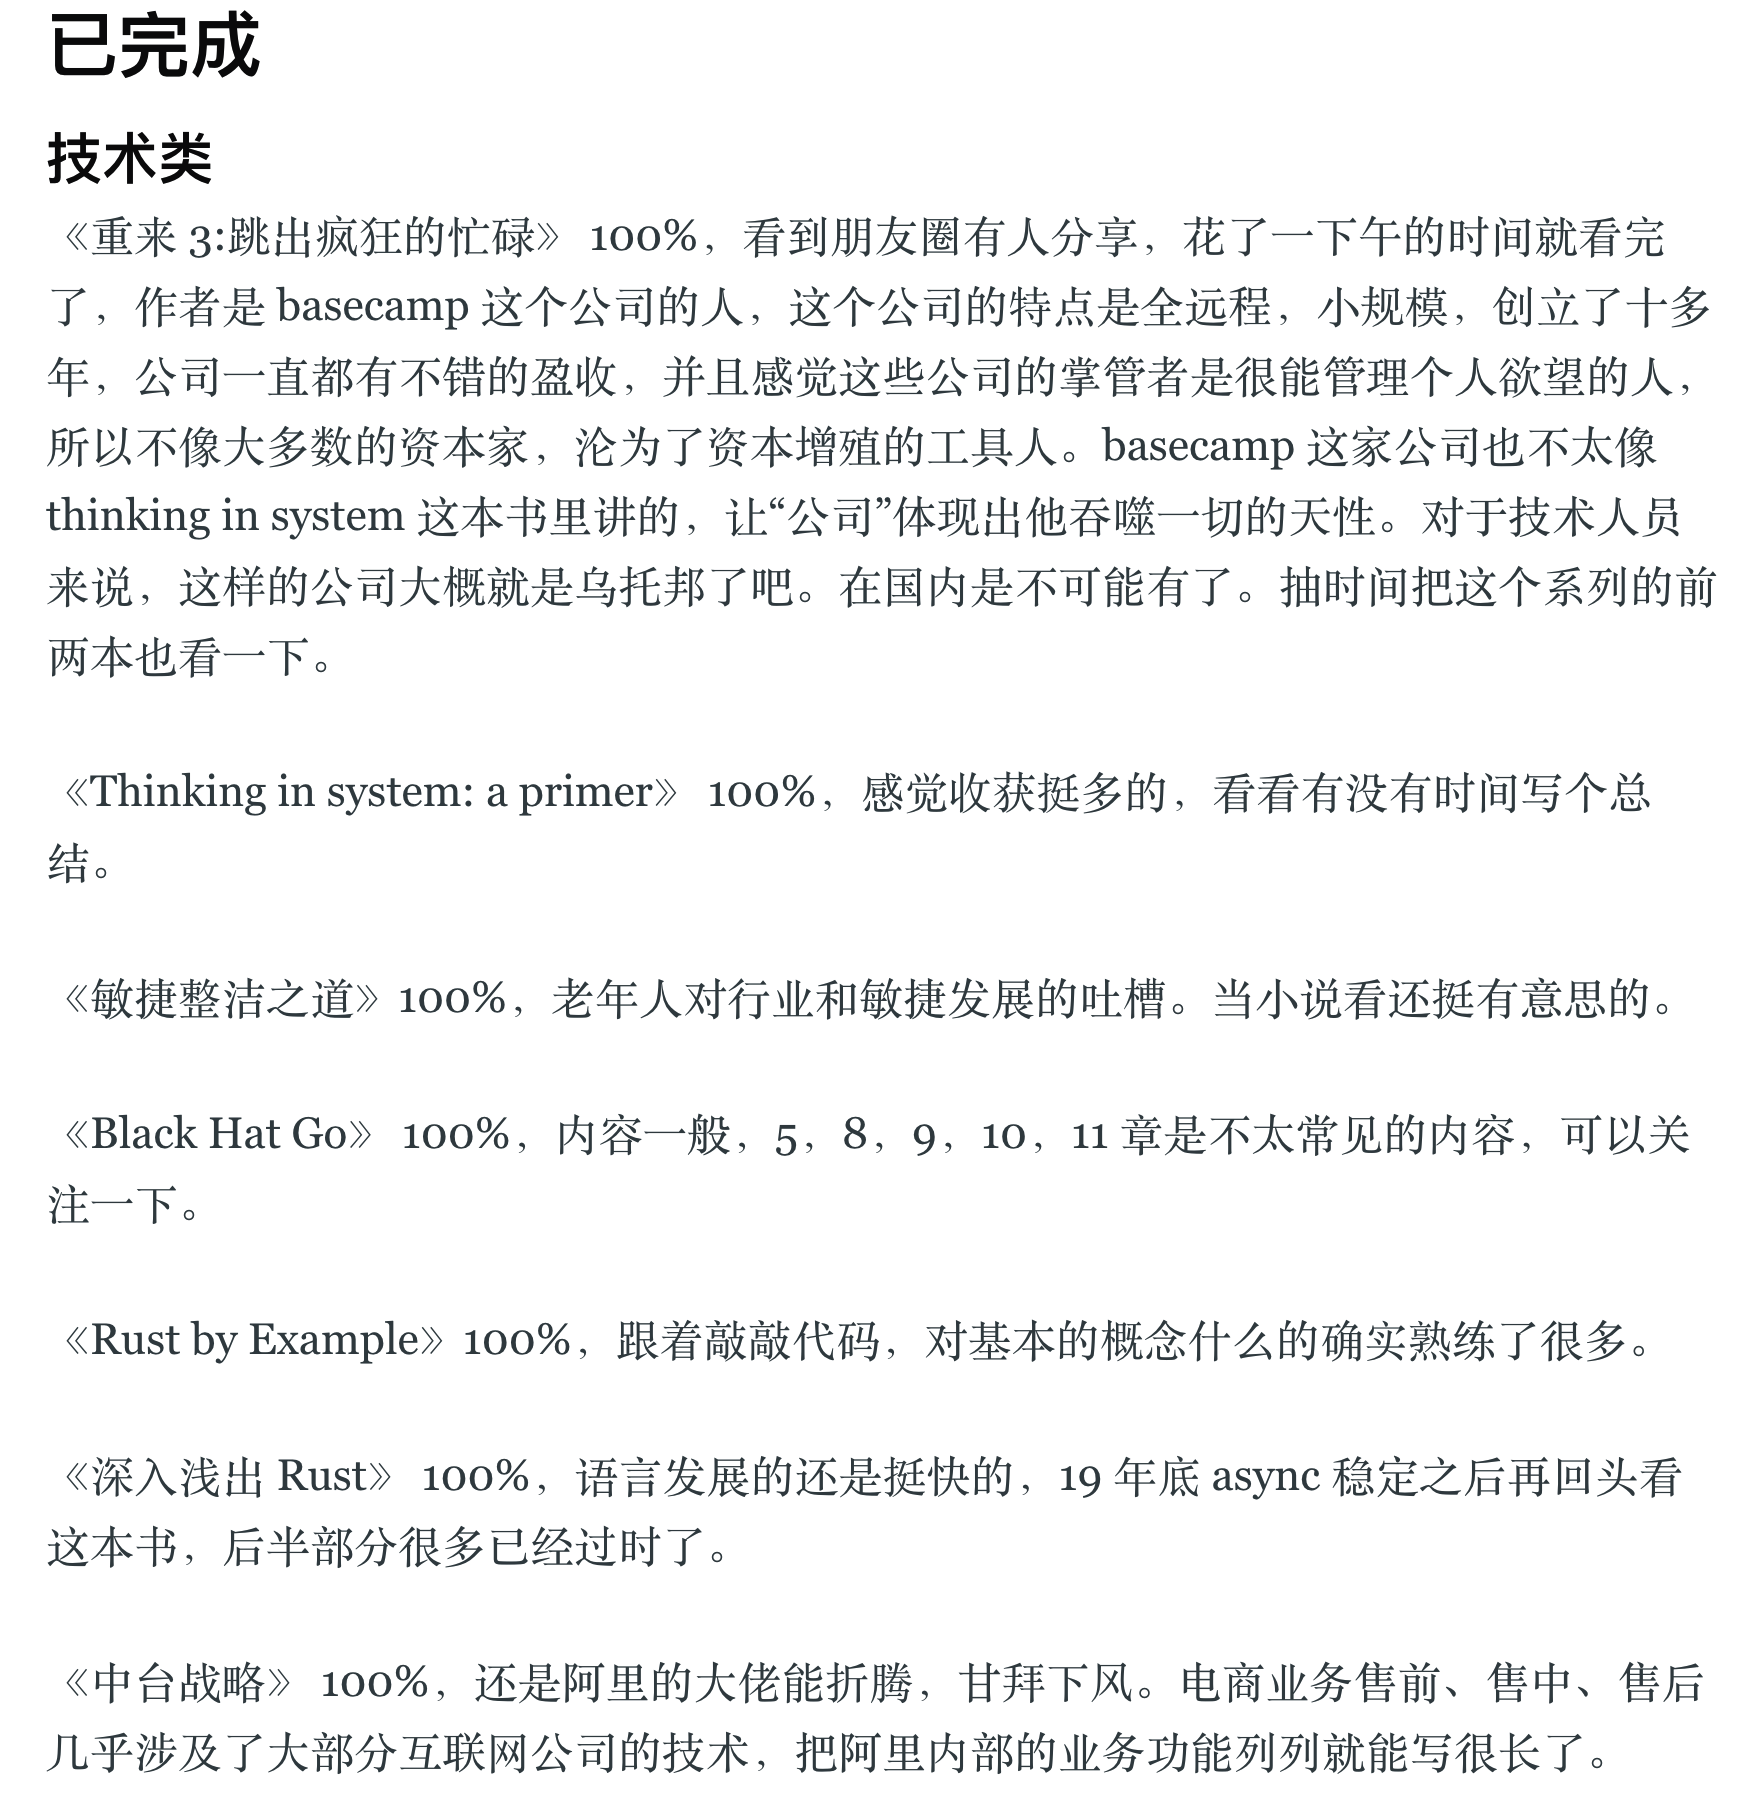 已完成
技术类
《重来 3:跳出疯狂的忙碌》 100%，看到朋友圈有人分享，花了一下午的时间就看完
了，作者是 basecamp 这个公司的人，这个公司的特点是全远程，小规模，创立了十多
年，公司一直都有不错的盈收，并且感觉这些公司的掌管者是很能管理个人欲望的人，
所以不像大多数的资本家，沦为了资本增殖的工具人。basecamp 这家公司也不太像
thinking in system 这本书里讲的，让“公司”体现出他吞噬一切的天性。对于技术人员
来说，这样的公司大概就是乌托邦了吧。在国内是不可能有了。抽时间把这个系列的前
两本也看一下。
《Thinking in system: a primer》 100%，感觉收获挺多的，看看有没有时间写个总
结。
《敏捷整洁之道》100%，老年人对行业和敏捷发展的吐槽。当小说看还挺有意思的。
《Black Hat Go》 100%，内容一般，5，8，9，10，11 章是不太常见的内容，可以关
注一下。
《Rust by Example》100%，跟着敲敲代码，对基本的概念什么的确实熟练了很多。
《深入浅出 Rust》 100%，语言发展的还是挺快的，19 年底 async 稳定之后再回头看
这本书，后半部分很多已经过时了。
《中台战略》 100%，还是阿里的大佬能折腾，甘拜下风。电商业务售前、售中、售后
几乎涉及了大部分互联网公司的技术，把阿里内部的业务功能列列就能写很长了。